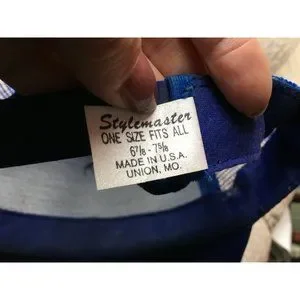 Stylemaster
ONE SIZE FITS ALL
6⅞ - 7⅝
MADE IN U.S.A.
UNION, MO.